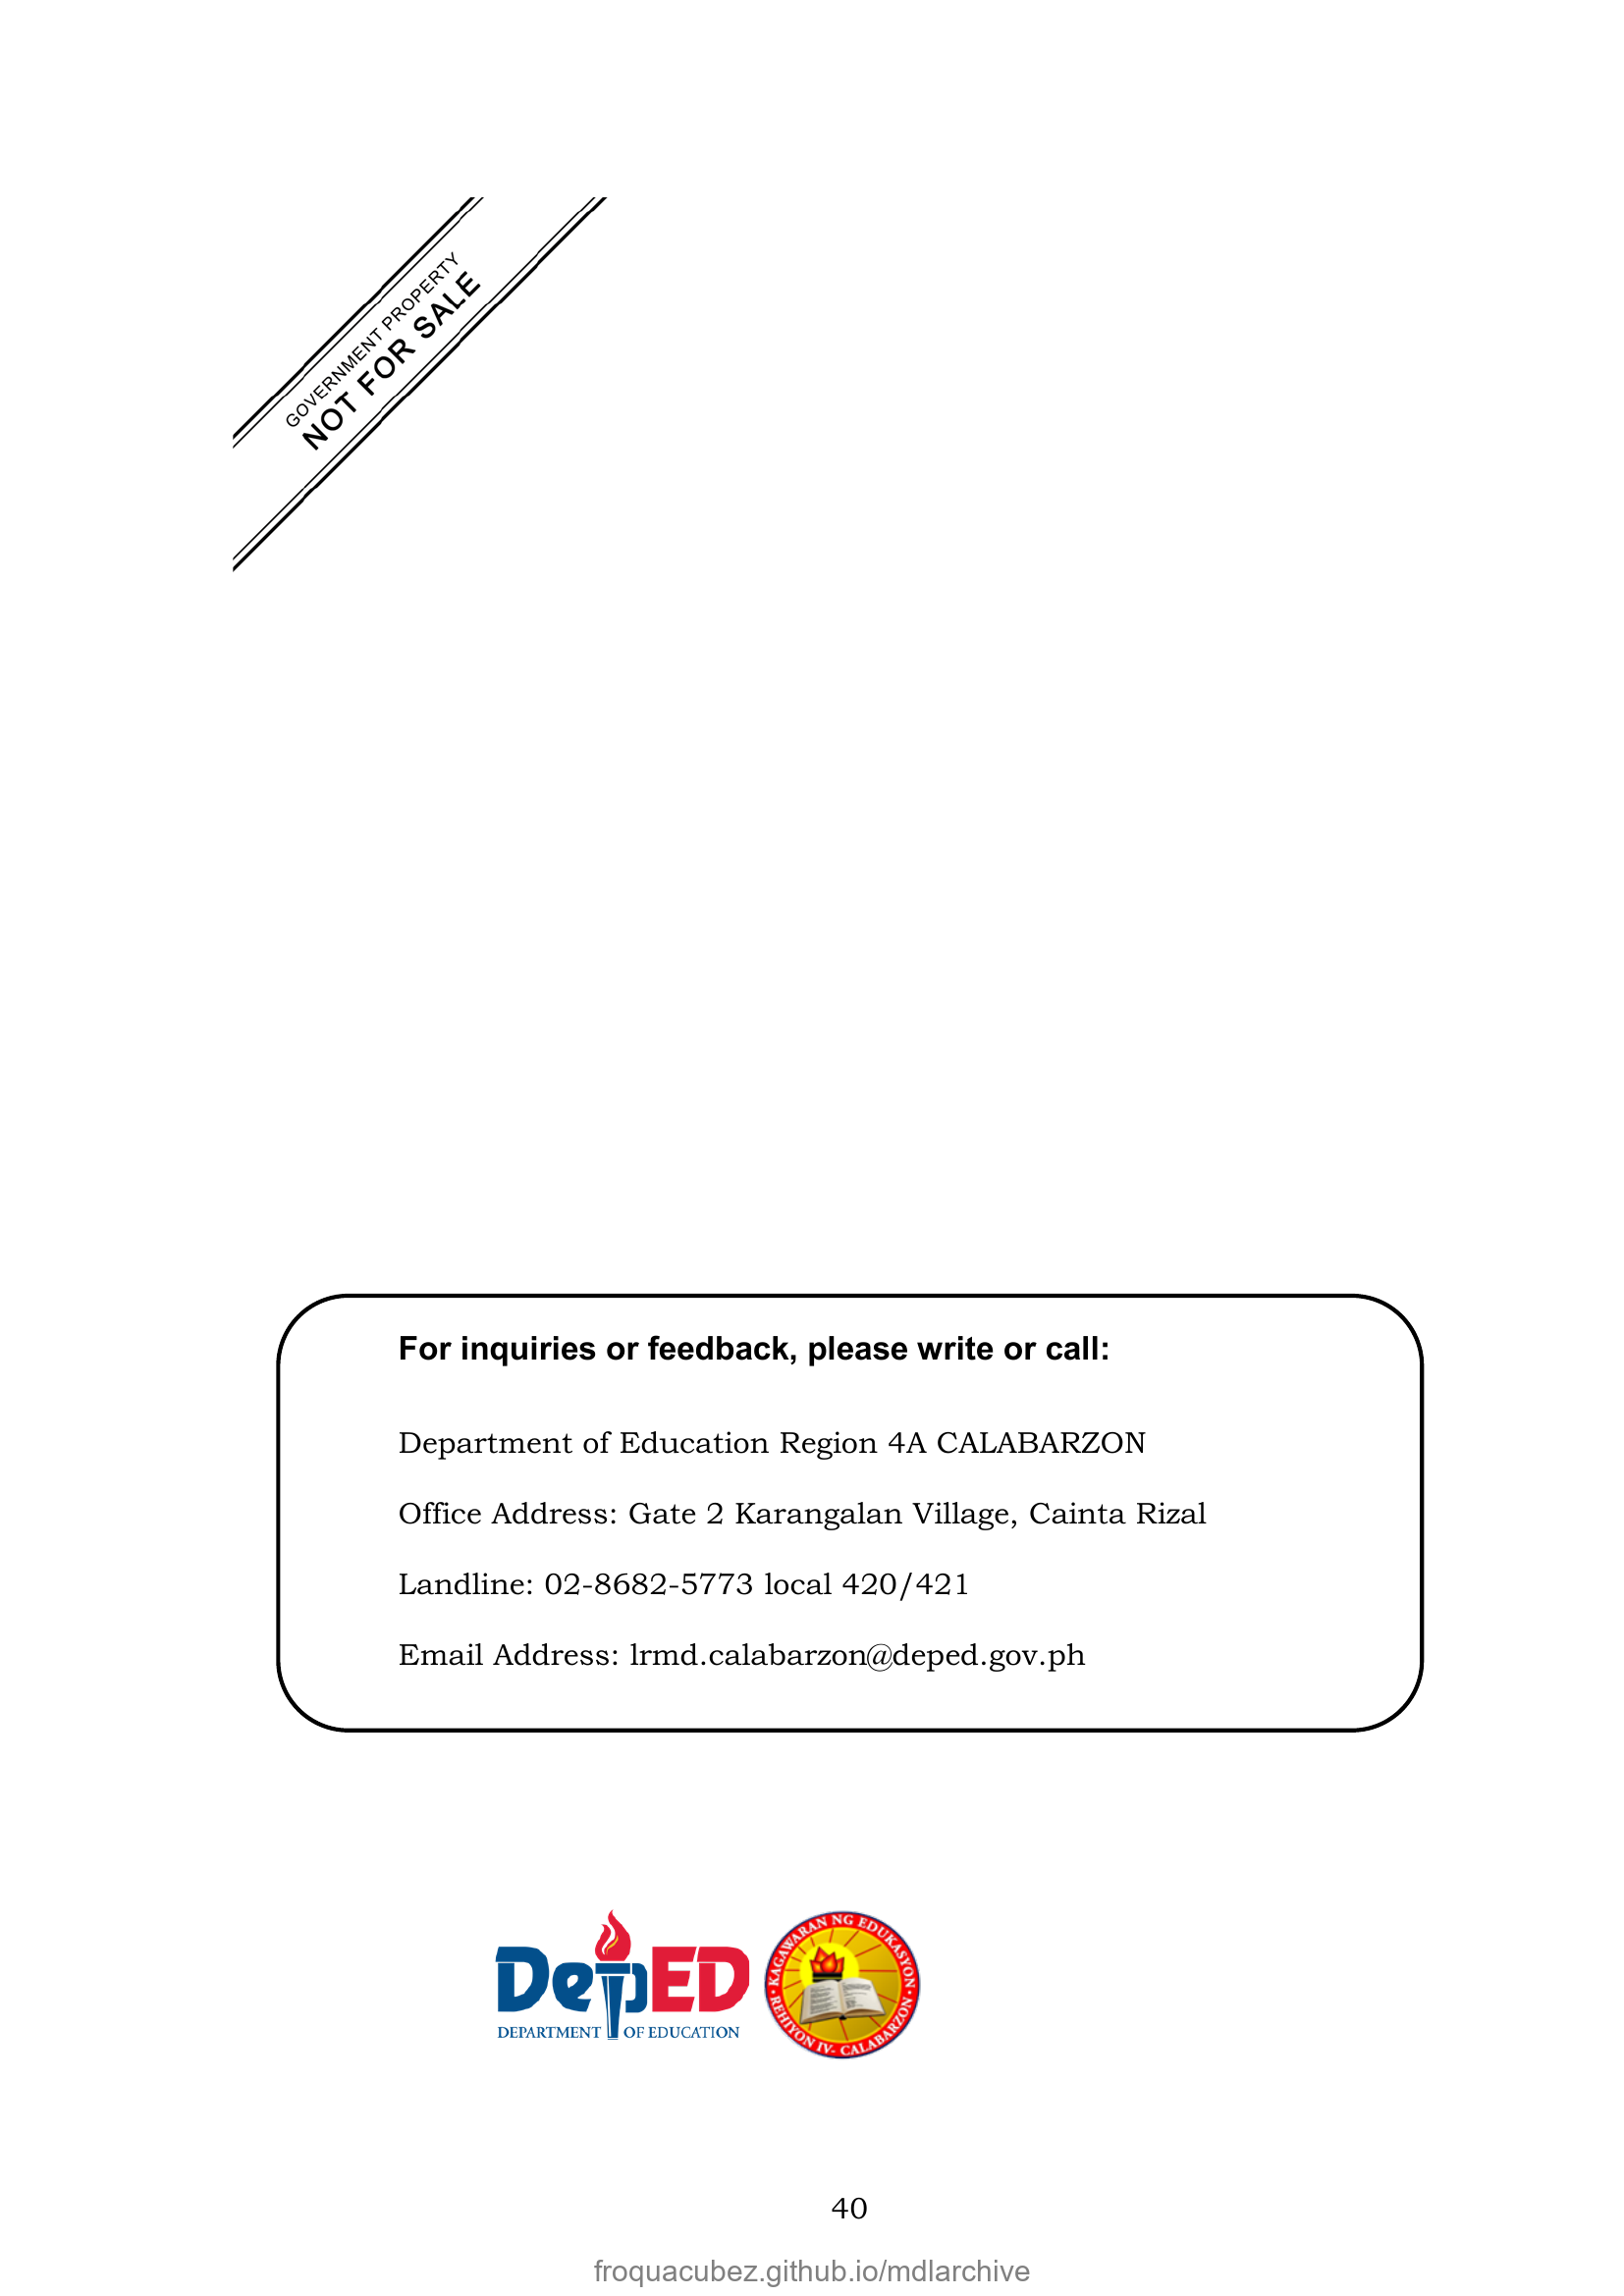 GOVERNMENT PROPERTY
NOT FOR SALE
For inquiries or feedback, please write or call:
Department of Education Region 4A CALABARZON
Office Address: Gate 2 Karangalan Village, Cainta Rizal
Landline: 02-8682-5773 local 420/421
Email Address: lrmd.calabarzon@deped.gov.ph
DepED
DEPARTMENT OF EDUCATION
KAGAWARAN NG EDUKASYON
REHIYON IV- CALABARZON
40
froquacubez.github.io/mdlarchive